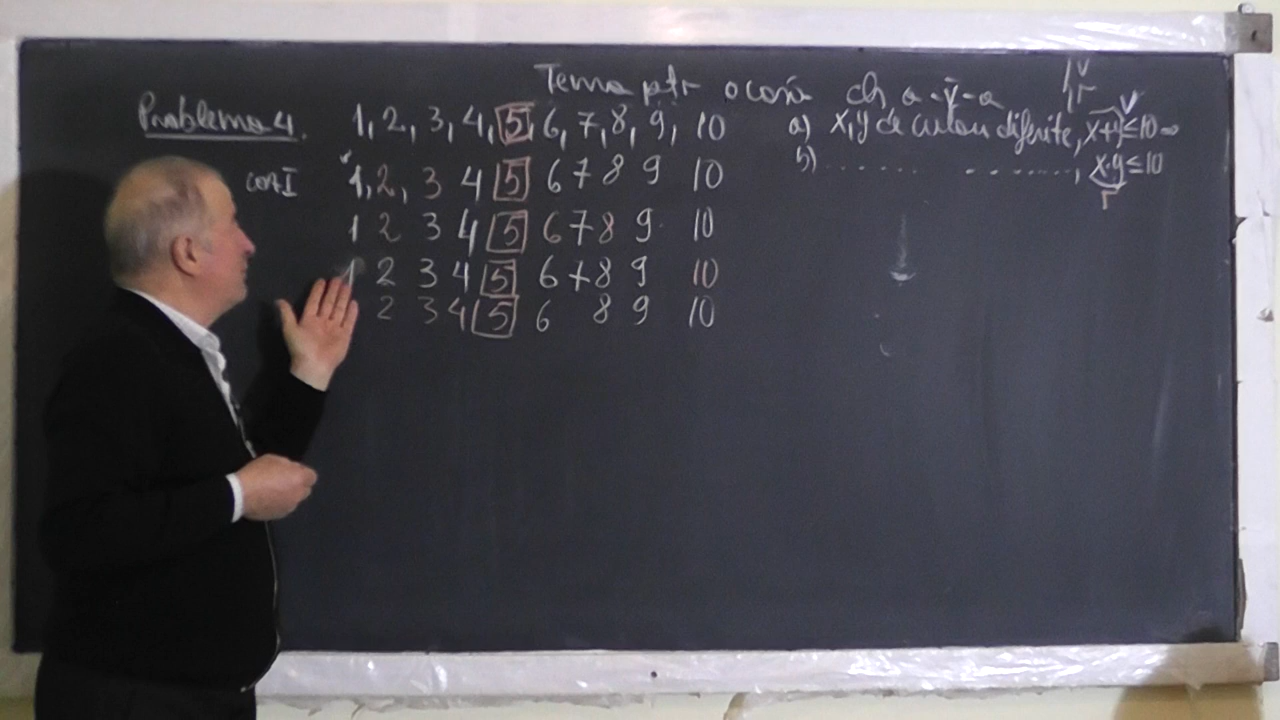 Tema ptr acasă cls a-V-a
Problema 4. 1, 2, 3, 4, 5, 6, 7, 8, 9, 10
caz I 1, 2, 3 4 5 6 7 8 9 10
1 2 3 4 5 6 7 8 9 10
1 2 3 4 5 6 7 8 9 10
2 3 4 5 6 8 9 10
V
r
a) x, y de culori diferite, x+y ≤ 10 ⇒ V
b) . . . . . . . . . . . . , x·y ≤ 10
r